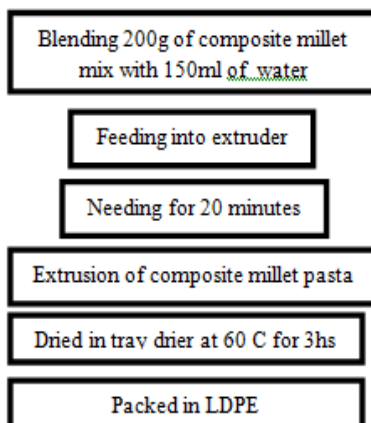 Blending 200g of composite millet
mix with 150ml of water
Feeding into extruder
Needing for 20 minutes
Extrusion of composite millet pasta
Dried in tray drier at 60 C for 3hs
Packed in LDPE